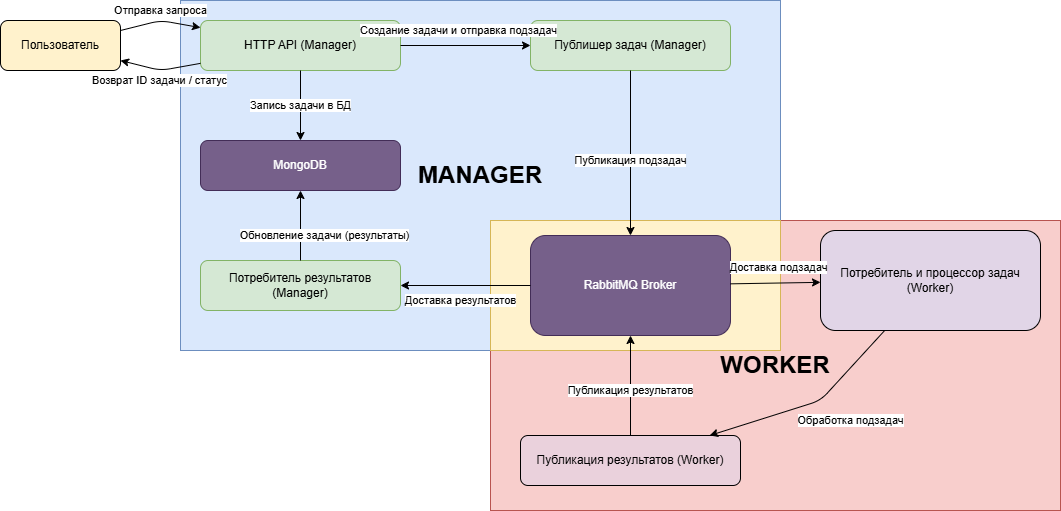 Отправка запроса
Пользователь
HTTP API (Manager)
Создание задачи и отправка подзадач
Публишер задач (Manager)
Возврат ID задачи / статус
Запись задачи в БД
MongoDB
MANAGER
Публикация подзадач
Обновление задачи (результаты)
Потребитель результатов
(Manager)
Доставка результатов
RabbitMQ Broker
Доставка подзадач
Потребитель и процессор задач
(Worker)
WORKER
Публикация результатов
Обработка подзадач
Публикация результатов (Worker)